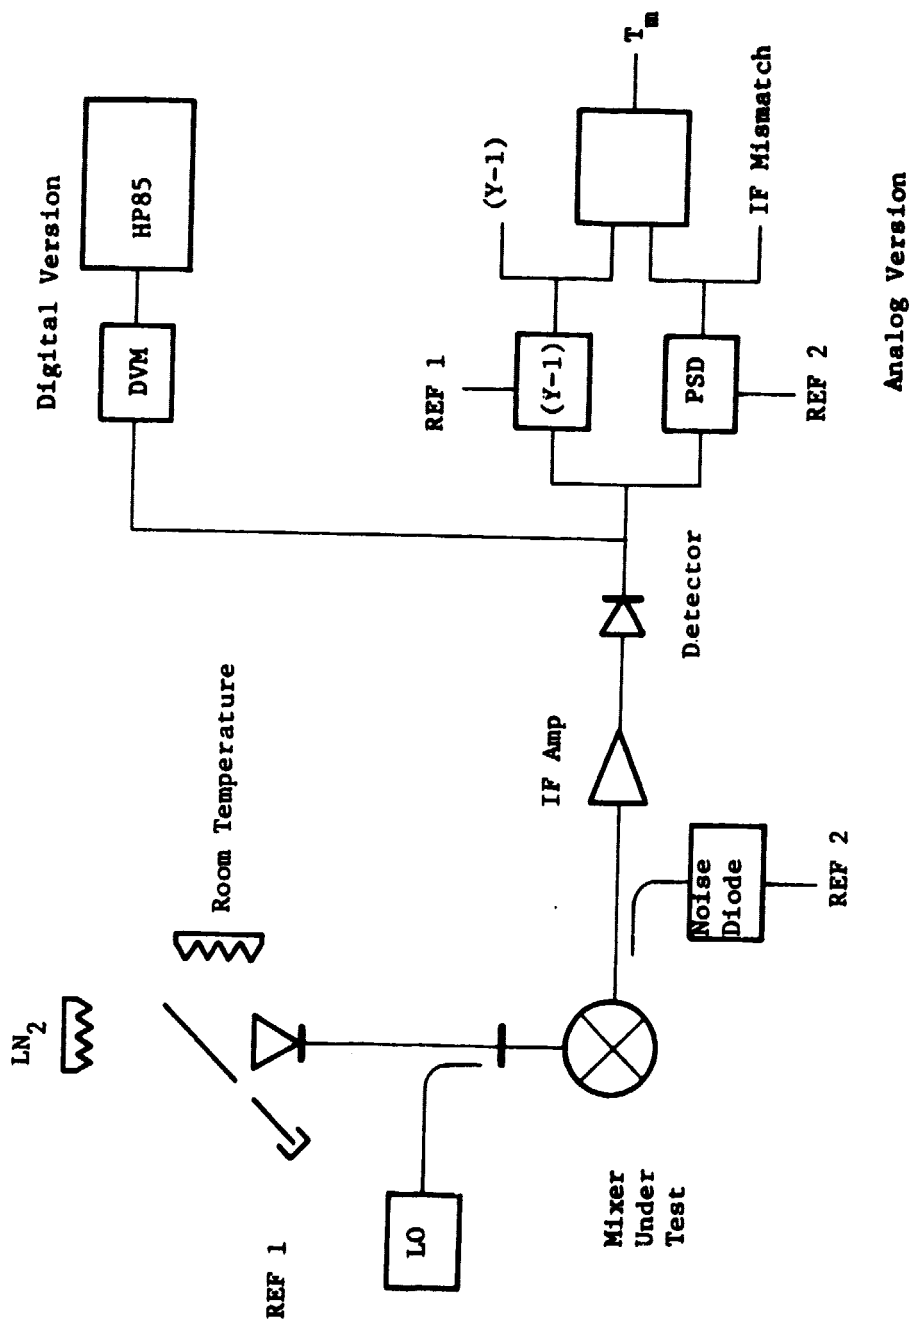 Digital Version
HP85
DVM
LN2
Room Temperature
REF 1
LO
Mixer
Under
Test
Noise
Diode
REF 2
IF Amp
Detector
REF 1
(Y-1)
(Y-1)
PSD
REF 2
Tm
IF Mismatch
Analog Version